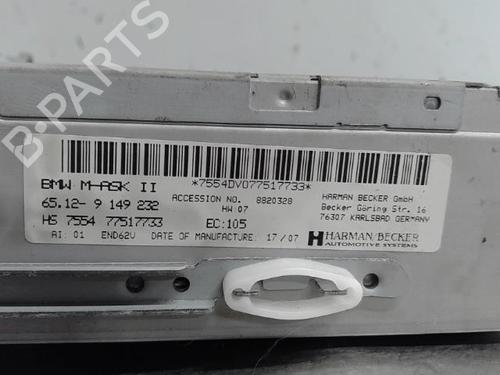 B-PARTS
*7554DV077517733*
BMW M-ASK II
65.12- 9 149 232
HS 7554 77517733
AI: 01 END62V DATE OF MANUFACTURE: 17/07
ACCESSION NO. 8820328
HW:07
EC:105
HARMAN BECKER GmbH
Becker Göring Str. 16
76307 KARLSBAD GERMANY
HARMAN/BECKER
AUTOMOTIVE SYSTEMS